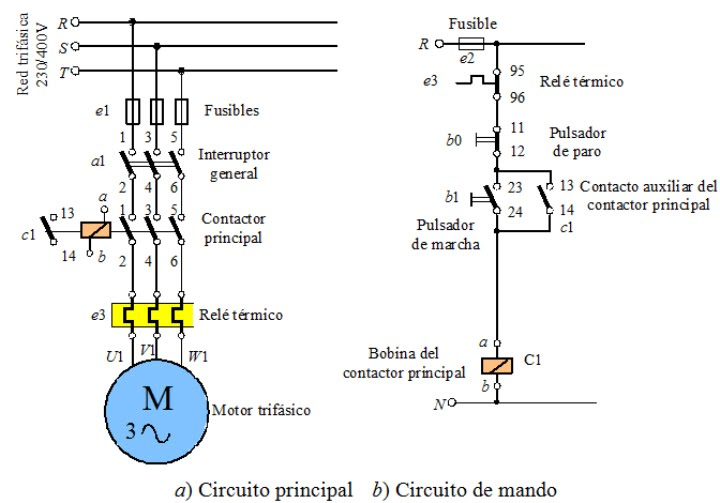 Red trifásica
230/400V
R
S
T
e1
Fusibles
1 3 5
a1
Interruptor
general
2 4 6
a
13
1 3 5
Contactor
principal
c1
14
b
2 4 6
e3
Relé térmico
U1 V1 W1
M
3
Motor trifásico
Fusible
R
e2
95
e3
Relé térmico
96
11
b0
Pulsador
de paro
12
23
13
Contacto auxiliar del
contactor principal
b1
24
14
c1
Pulsador
de marcha
a
Bobina del
contactor principal
C1
b
N
a) Circuito principal b) Circuito de mando